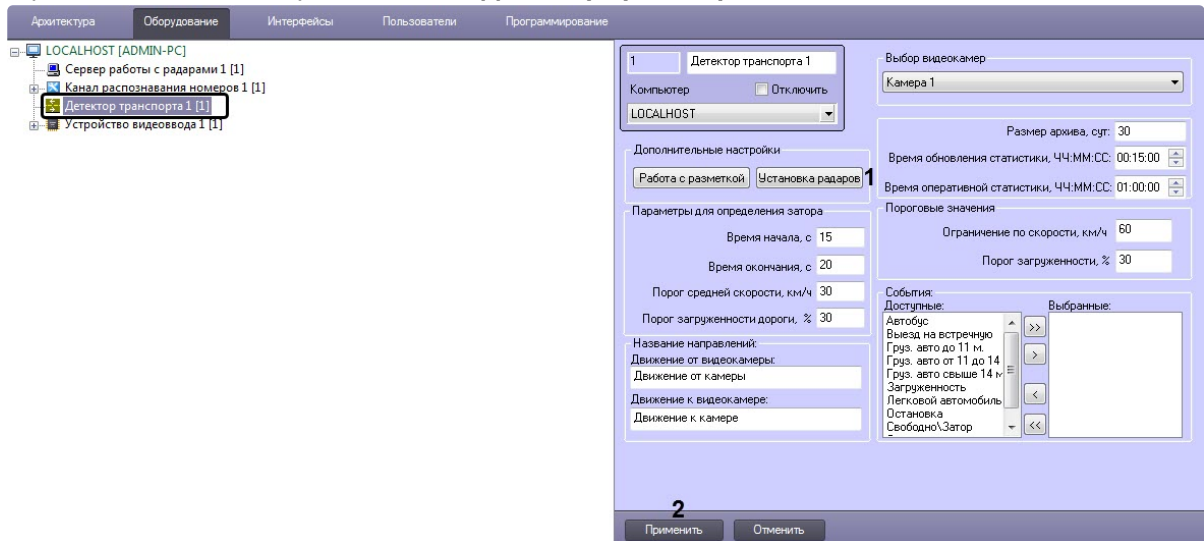 Архитектура Оборудование Интерфейсы Пользователи Программирование
LOCALHOST [ADMIN-PC]
Сервер работы с радарами 1 [1]
Канал распознавания номеров 1 [1]
Детектор транспорта 1 [1]
Устройство видеоввода 1 [1]
1 Детектор транспорта 1
Компьютер Отключить
LOCALHOST
Дополнительные настройки
Работа с разметкой Установка радаров 1
Параметры для определения затора
Время начала, с 15
Время окончания, с 20
Порог средней скорости, км/ч 30
Порог загруженности дороги, % 30
Название направлений:
Движение от видеокамеры:
Движение от камеры
Движение к видеокамере:
Движение к камере
Выбор видеокамер
Камера 1
Размер архива, сут: 30
Время обновления статистики, ЧЧ:ММ:СС: 00:15:00
Время оперативной статистики, ЧЧ:ММ:СС: 01:00:00
Пороговые значения
Ограничение по скорости, км/ч 60
Порог загруженности, % 30
События:
Доступные: Выбранные:
Автобус
Выезд на встречную
Груз. авто до 11 м.
Груз. авто от 11 до 14
Груз. авто свыше 14 м
Загруженность
Легковой автомобиль
Остановка
Свободно\Затор
>>
>
<
<<
2
Применить Отменить